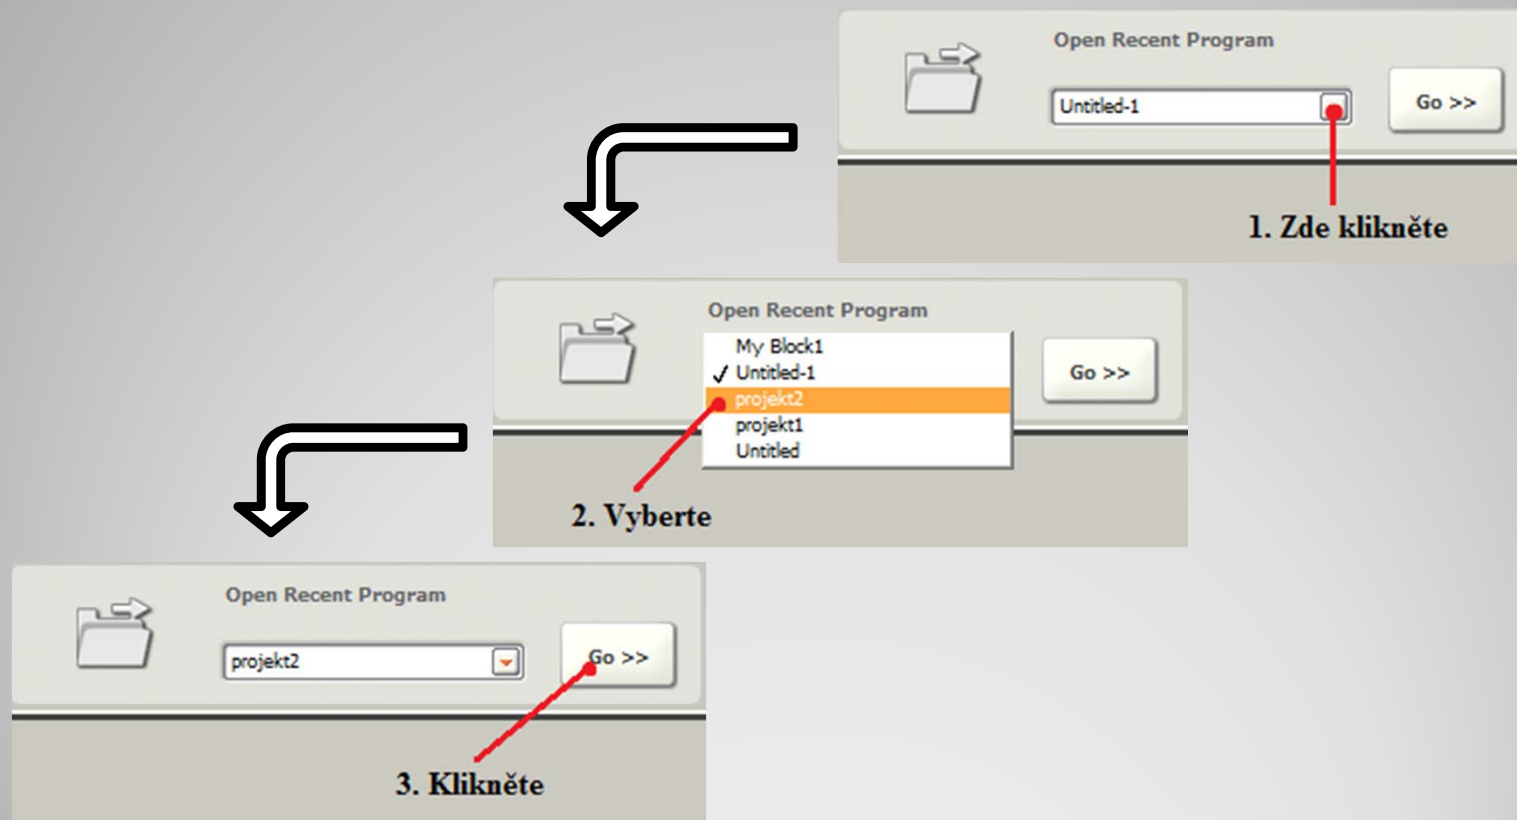 Open Recent Program
Untitled-1
Go >>
1. Zde klikněte
Open Recent Program
My Block1
Untitled-1
projekt2
projekt1
Untitled
Go >>
2. Vyberte
Open Recent Program
projekt2
Go >>
3. Klikněte